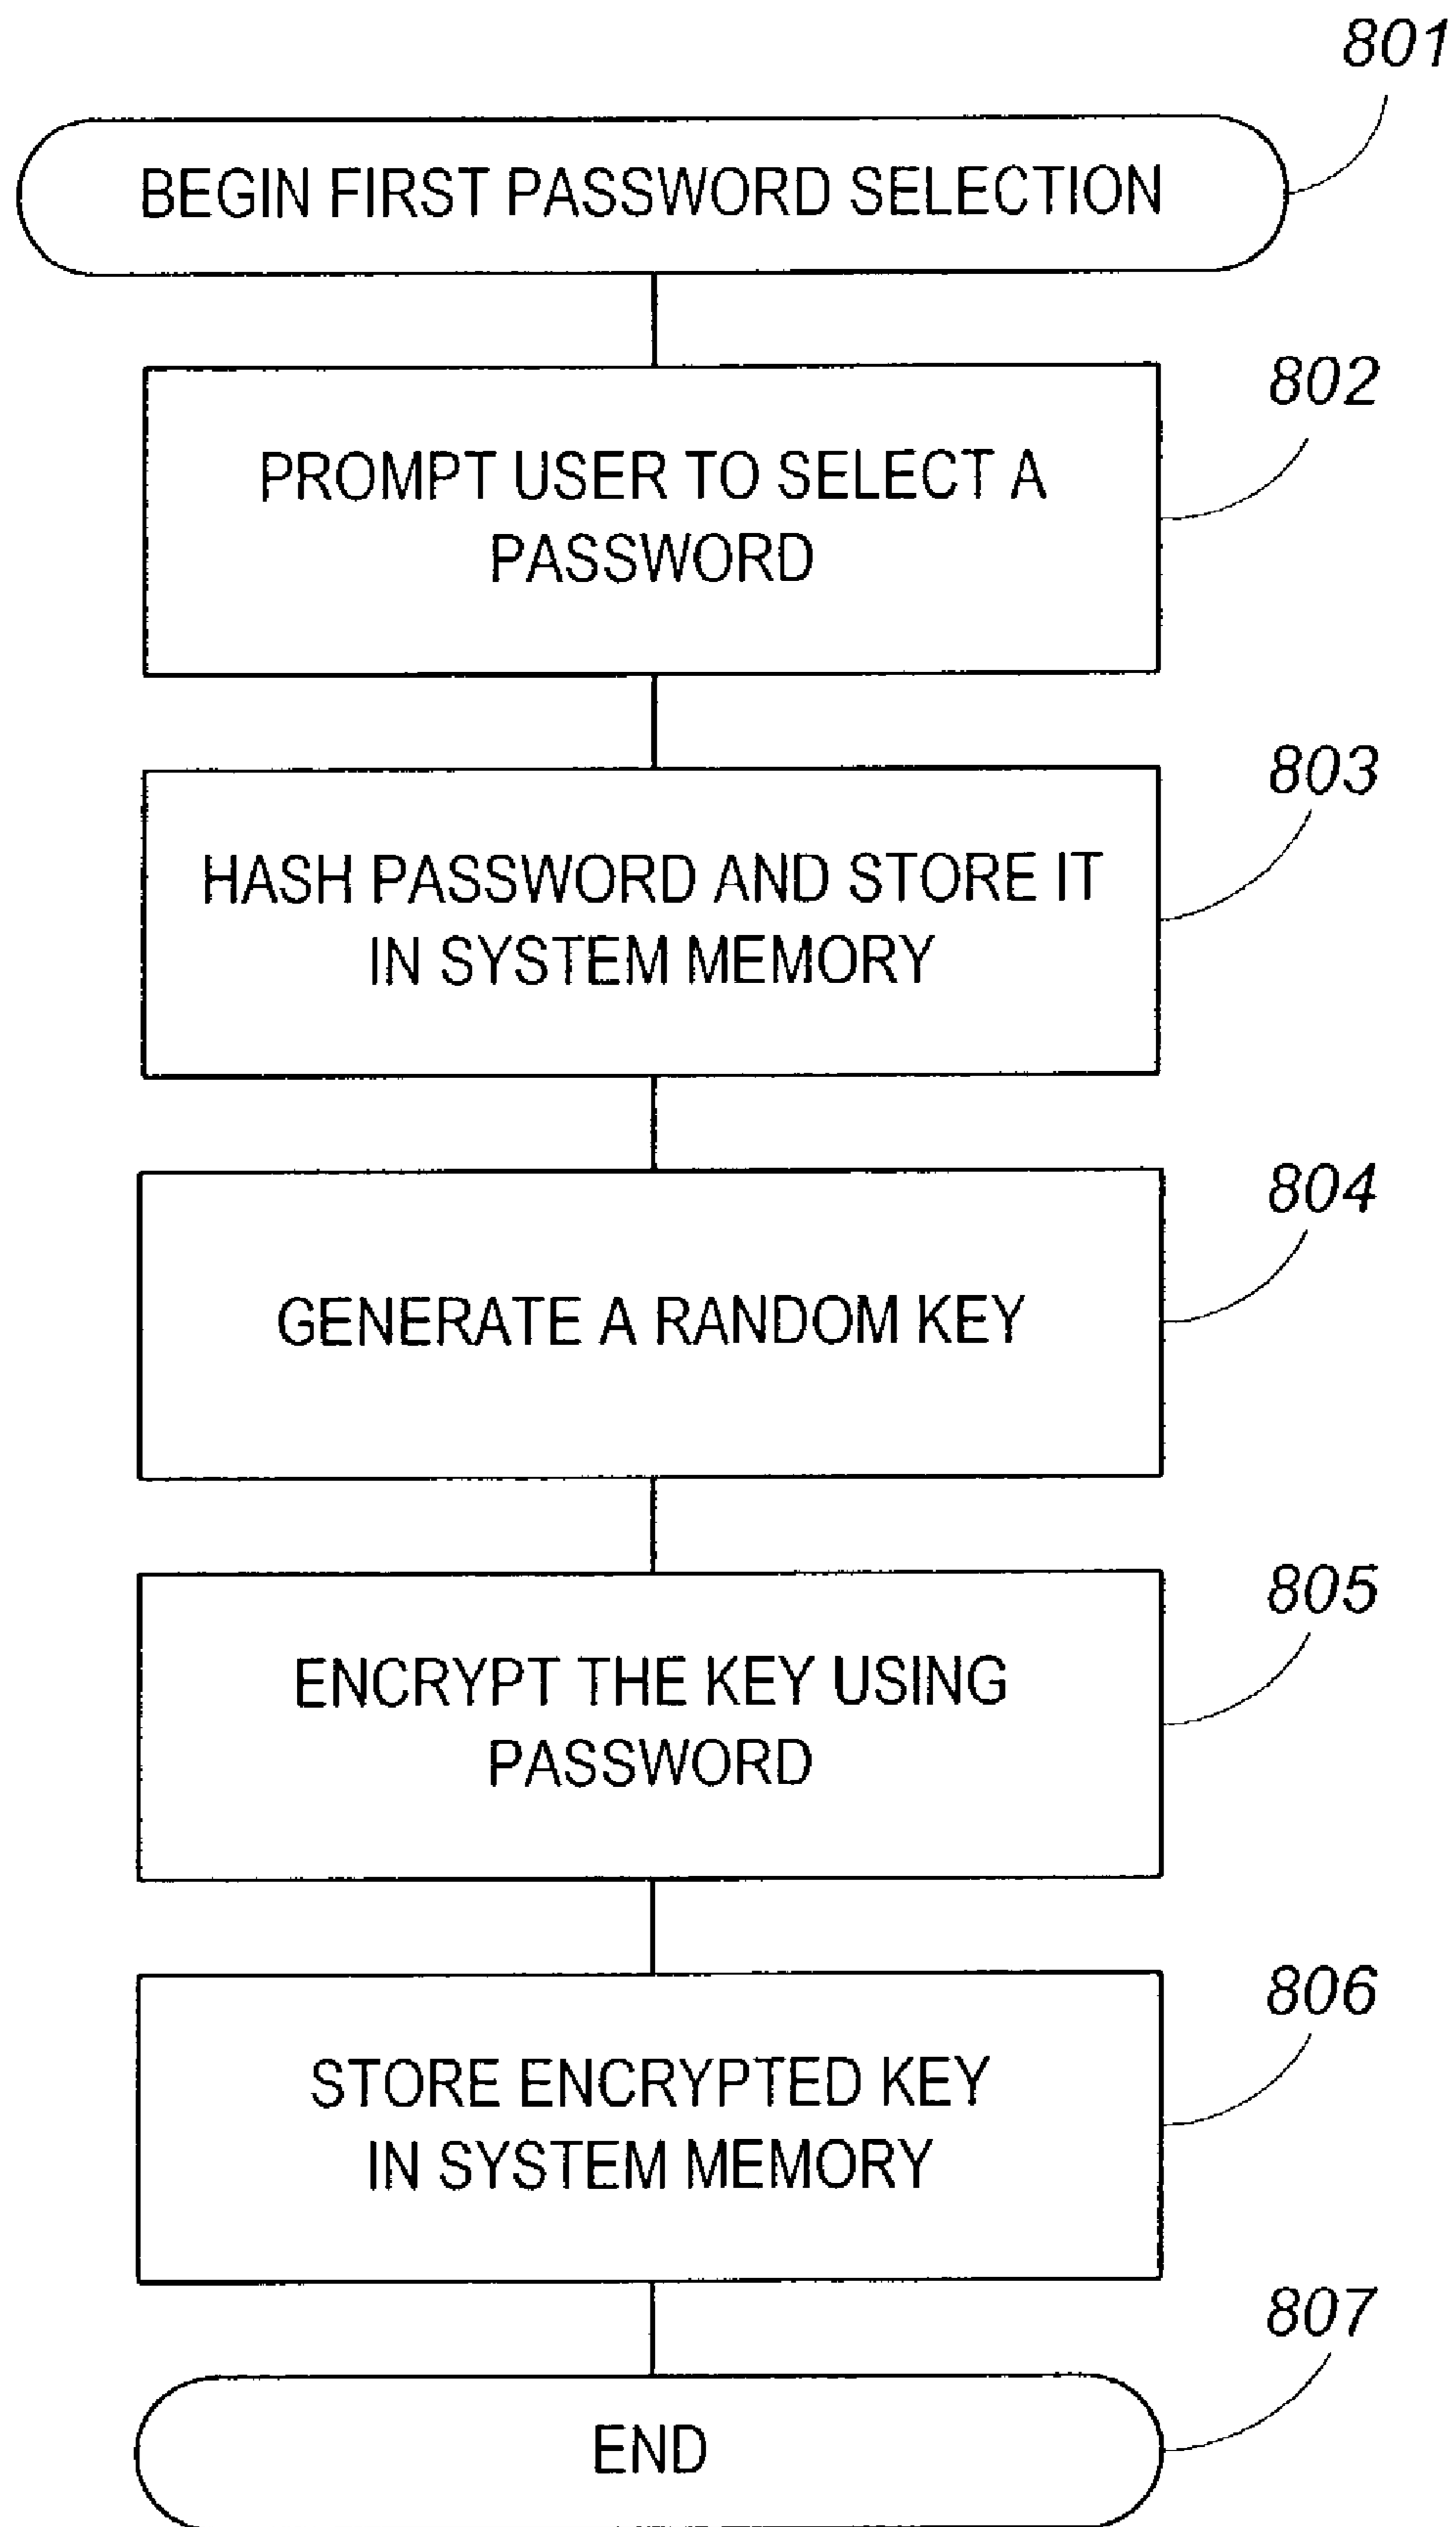 801
BEGIN FIRST PASSWORD SELECTION
802
PROMPT USER TO SELECT A
PASSWORD
803
HASH PASSWORD AND STORE IT
IN SYSTEM MEMORY
804
GENERATE A RANDOM KEY
805
ENCRYPT THE KEY USING
PASSWORD
806
STORE ENCRYPTED KEY
IN SYSTEM MEMORY
807
END